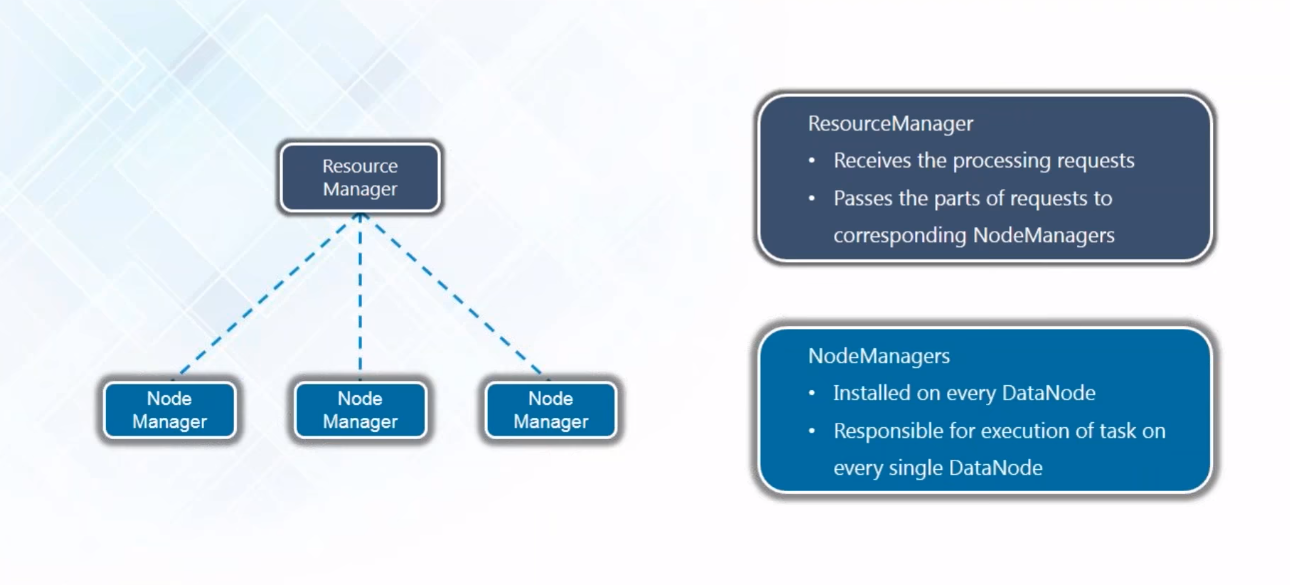 Resource
Manager
Node
Manager
Node
Manager
Node
Manager
ResourceManager
• Receives the processing requests
• Passes the parts of requests to
corresponding NodeManagers
NodeManagers
• Installed on every DataNode
• Responsible for execution of task on
every single DataNode